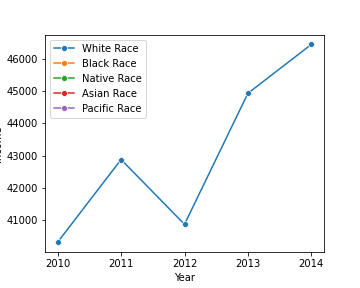 White Race
Black Race
Native Race
Asian Race
Pacific Race
46000
45000
44000
43000
42000
41000
2010 2011 2012 2013 2014
Year